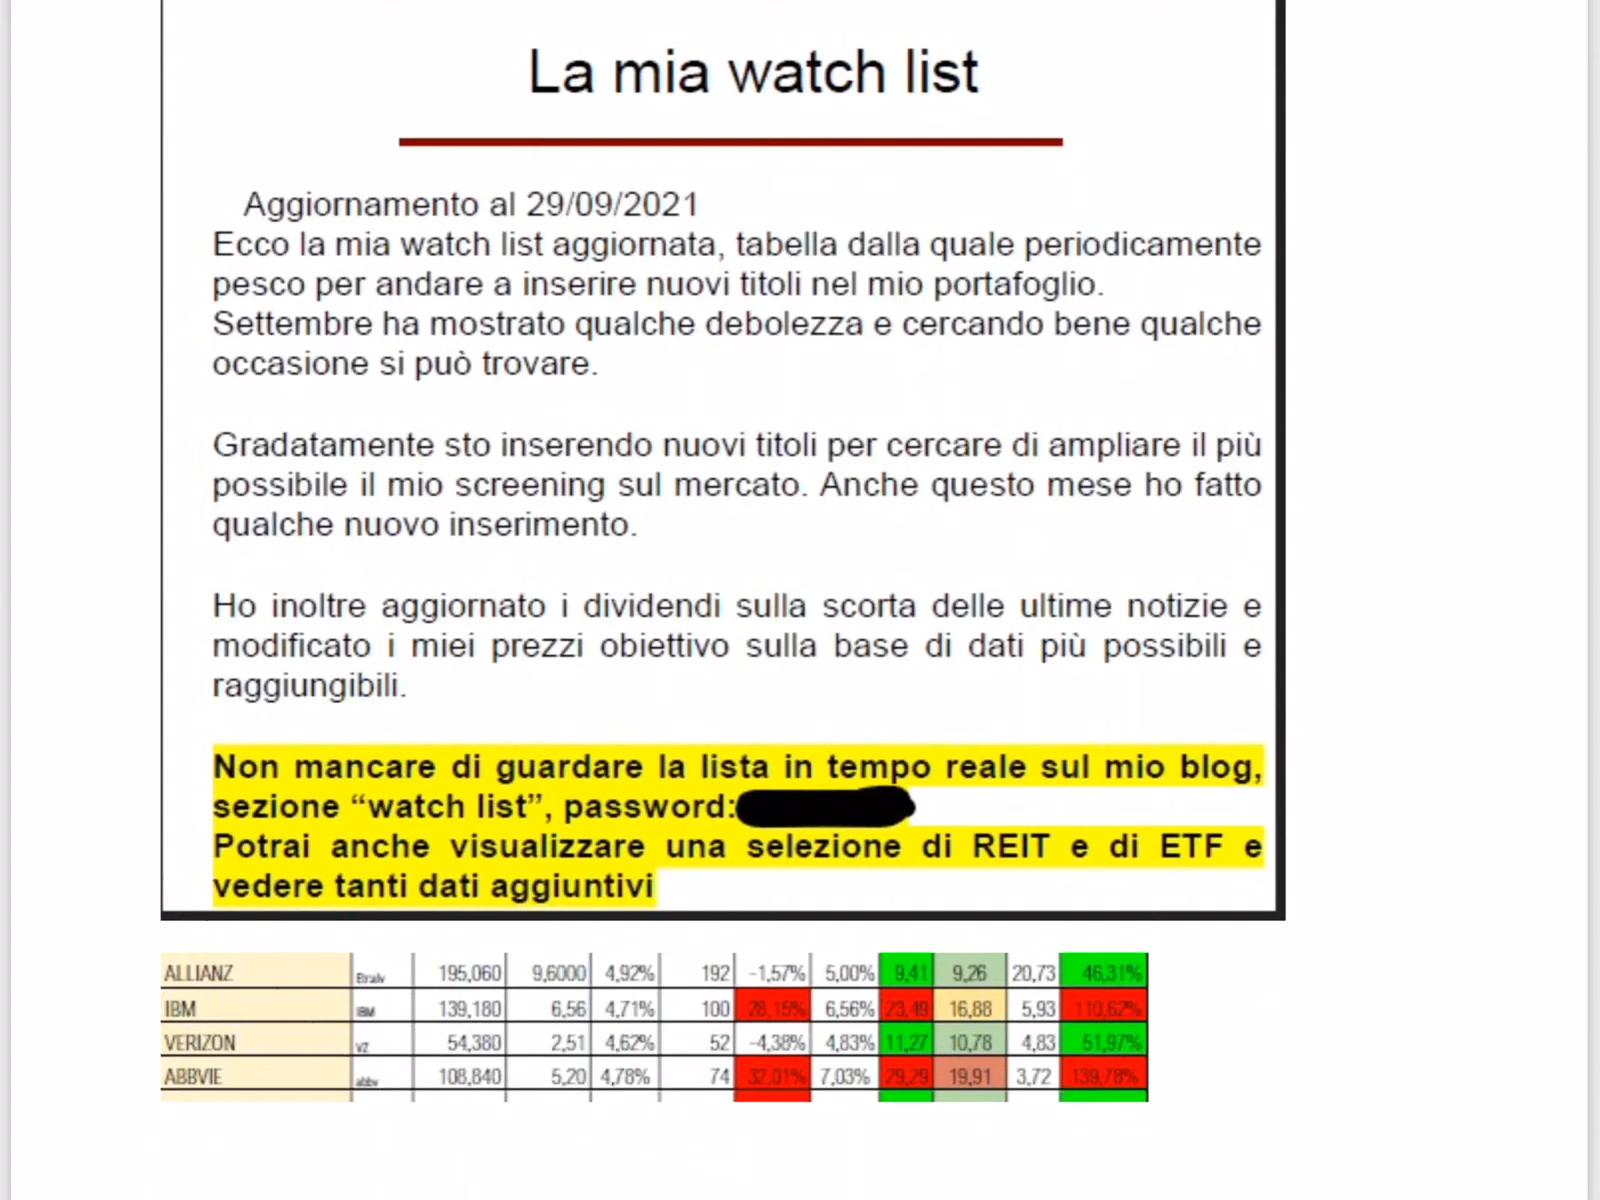 La mia watch list
Aggiornamento al 29/09/2021
Ecco la mia watch list aggiornata, tabella dalla quale periodicamente
pesco per andare a inserire nuovi titoli nel mio portafoglio.
Settembre ha mostrato qualche debolezza e cercando bene qualche
occasione si può trovare.
Gradatamente sto inserendo nuovi titoli per cercare di ampliare il più
possibile il mio screening sul mercato. Anche questo mese ho fatto
qualche nuovo inserimento.
Ho inoltre aggiornato i dividendi sulla scorta delle ultime notizie e
modificato i miei prezzi obiettivo sulla base di dati più possibili e
raggiungibili.
Non mancare di guardare la lista in tempo reale sul mio blog,
sezione “watch list”, password:
Potrai anche visualizzare una selezione di REIT e di ETF e
vedere tanti dati aggiuntivi
ALLIANZ 195,060 9,6000 4,92% 192 -1,57% 5,00% 9,41 9,26 20,73 46,31%
IBM IBM 139,180 6,56 4,71% 100 28,15% 6,56% 23,49 16,88 5,93 110,62%
VERIZON VZ 54,380 2,51 4,62% 52 -4,38% 4,83% 11,27 10,78 4,83 51,97%
ABBVIE abbv 108,840 5,20 4,78% 74 32,01% 7,03% 29,29 19,91 3,72 139,78%